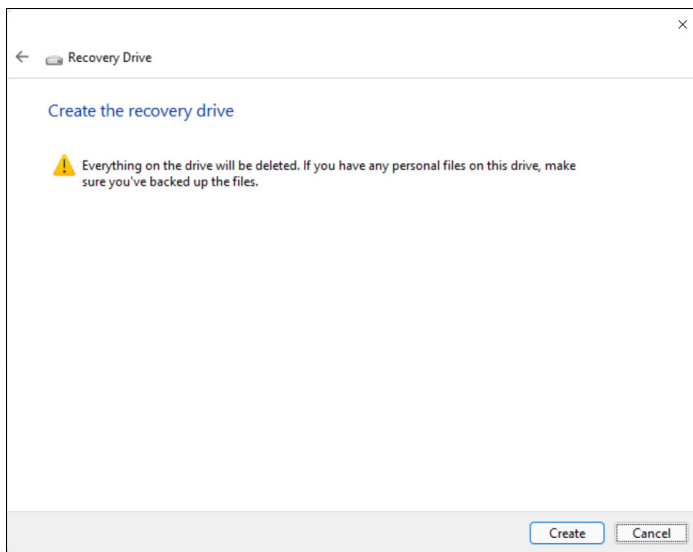 Recovery Drive
Create the recovery drive
Everything on the drive will be deleted. If you have any personal files on this drive, make
sure you've backed up the files.
Create Cancel